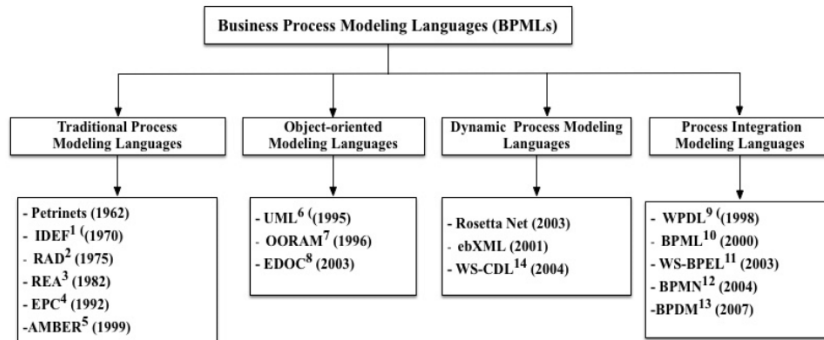 Business Process Modeling Languages (BPMLs)
Traditional Process
Modeling Languages
- Petrinets (1962)
- IDEF1 ((1970)
- RAD2 (1975)
- REA3 (1982)
- EPC4 (1992)
-AMBER5 (1999)
Object-oriented
Modeling Languages
- UML6 ((1995)
- OORAM7 (1996)
- EDOC8 (2003)
Dynamic Process Modeling
Languages
- Rosetta Net (2003)
- ebXML (2001)
- WS-CDL14 (2004)
Process Integration
Modeling Languages
- WPDL9 ((1998)
- BPML10 (2000)
- WS-BPEL11 (2003)
- BPMN12 (2004)
-BPDM13 (2007)